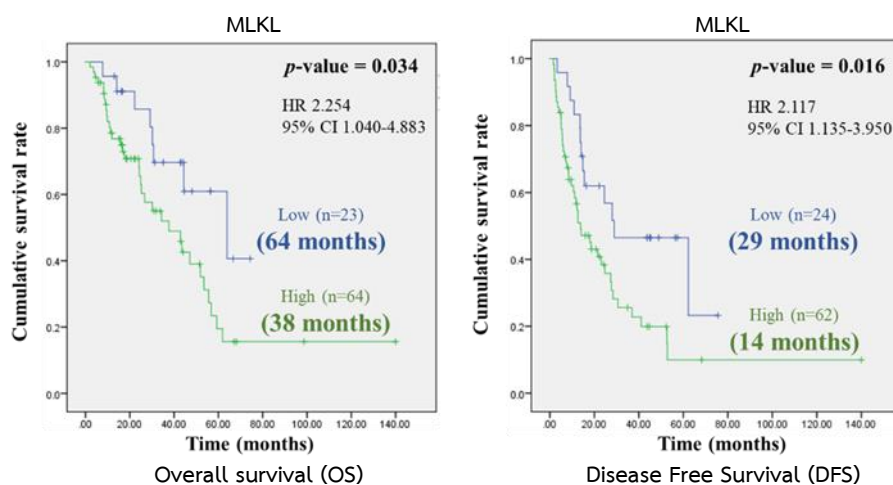 MLKL
p-value = 0.034
HR 2.254
95% CI 1.040-4.883
Low (n=23)
(64 months)
High (n=64)
(38 months)
Cumulative survival rate
1.0
0.8
0.6
0.4
0.2
0.0
.00 20.00 40.00 60.00 80.00 100.00 120.00 140.00
Time (months)
Overall survival (OS)
MLKL
p-value = 0.016
HR 2.117
95% CI 1.135-3.950
Low (n=24)
(29 months)
High (n=62)
(14 months)
Cumulative survival rate
1.0
0.8
0.6
0.4
0.2
0.0
.00 20.00 40.00 60.00 80.00 100.00 120.00 140.00
Time (months)
Disease Free Survival (DFS)